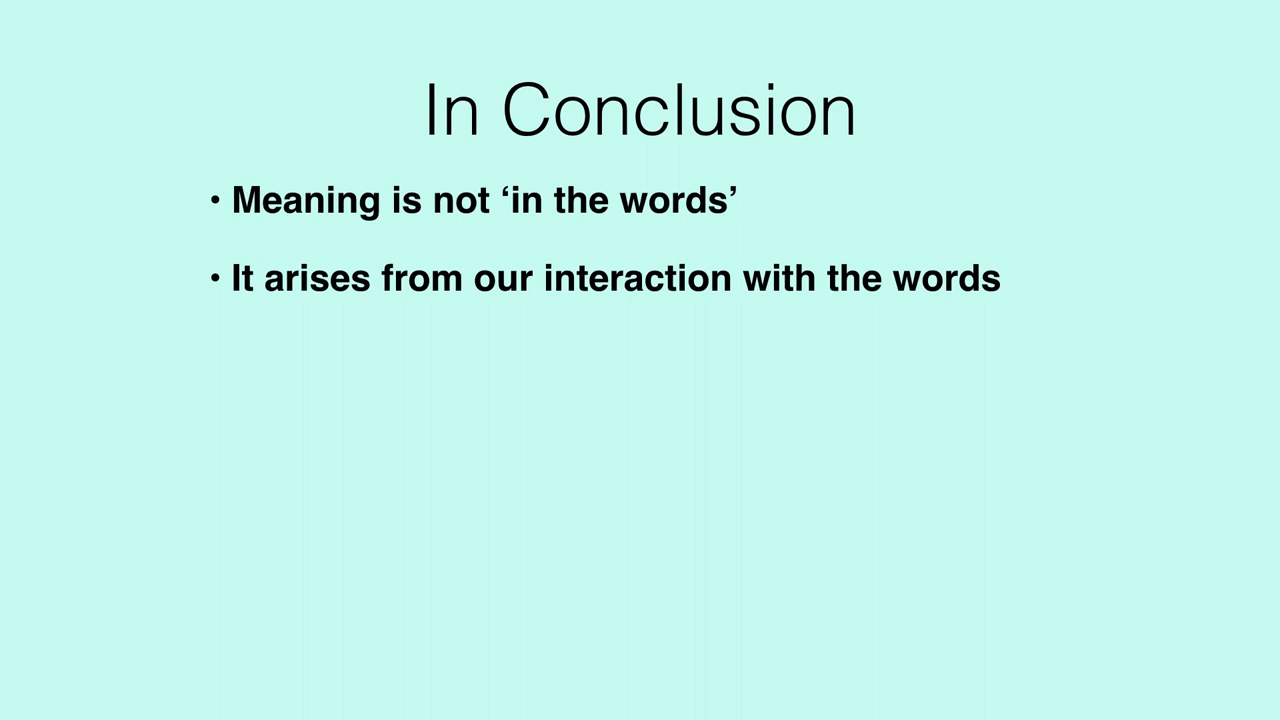 In Conclusion
• Meaning is not ‘in the words’
• It arises from our interaction with the words